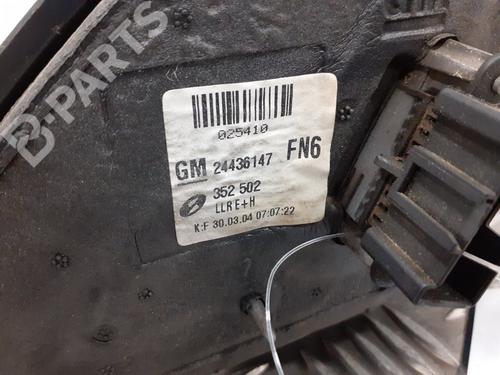 B-PARTS
025410
GM 24436147 FN6
352 502
LLR E+H
K:F 30.03.04 07:07:22